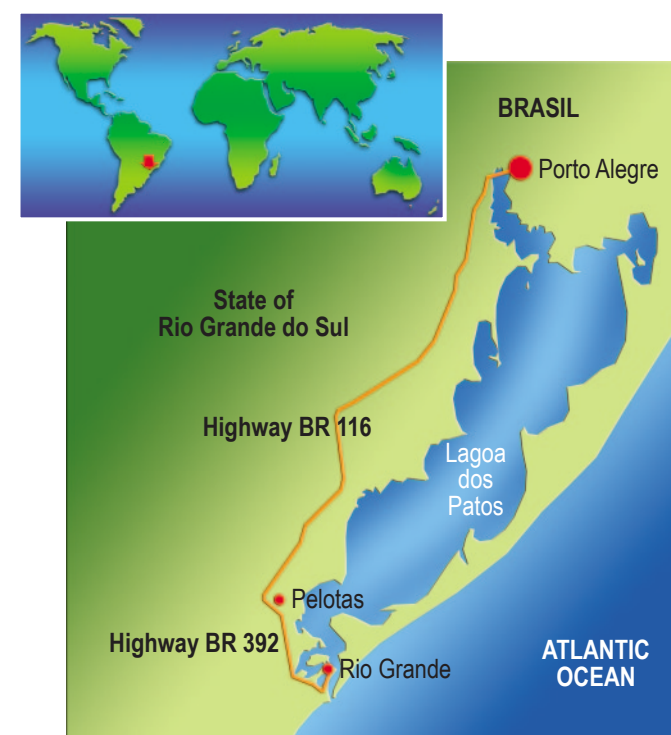 BRASIL
Porto Alegre
State of
Rio Grande do Sul
Highway BR 116
Lagoa
dos
Patos
Pelotas
Highway BR 392
Rio Grande
ATLANTIC
OCEAN